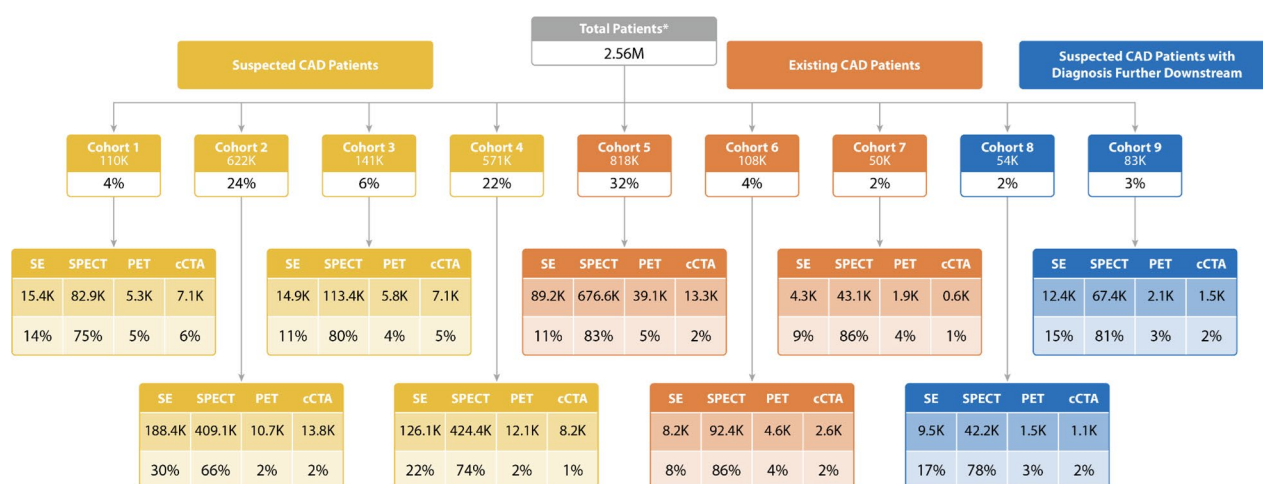 Total Patients*
2.56M
Suspected CAD Patients
Existing CAD Patients
Suspected CAD Patients with
Diagnosis Further Downstream
Cohort 1
110K
4%
Cohort 2
622K
24%
Cohort 3
141K
6%
Cohort 4
571K
22%
Cohort 5
818K
32%
Cohort 6
108K
4%
Cohort 7
50K
2%
Cohort 8
54K
2%
Cohort 9
83K
3%
SE SPECT PET cCTA
15.4K 82.9K 5.3K 7.1K
14% 75% 5% 6%
SE SPECT PET cCTA
14.9K 113.4K 5.8K 7.1K
11% 80% 4% 5%
SE SPECT PET cCTA
89.2K 676.6K 39.1K 13.3K
11% 83% 5% 2%
SE SPECT PET cCTA
4.3K 43.1K 1.9K 0.6K
9% 86% 4% 1%
SE SPECT PET cCTA
12.4K 67.4K 2.1K 1.5K
15% 81% 3% 2%
SE SPECT PET cCTA
188.4K 409.1K 10.7K 13.8K
30% 66% 2% 2%
SE SPECT PET cCTA
126.1K 424.4K 12.1K 8.2K
22% 74% 2% 1%
SE SPECT PET cCTA
8.2K 92.4K 4.6K 2.6K
8% 86% 4% 2%
SE SPECT PET cCTA
9.5K 42.2K 1.5K 1.1K
17% 78% 3% 2%